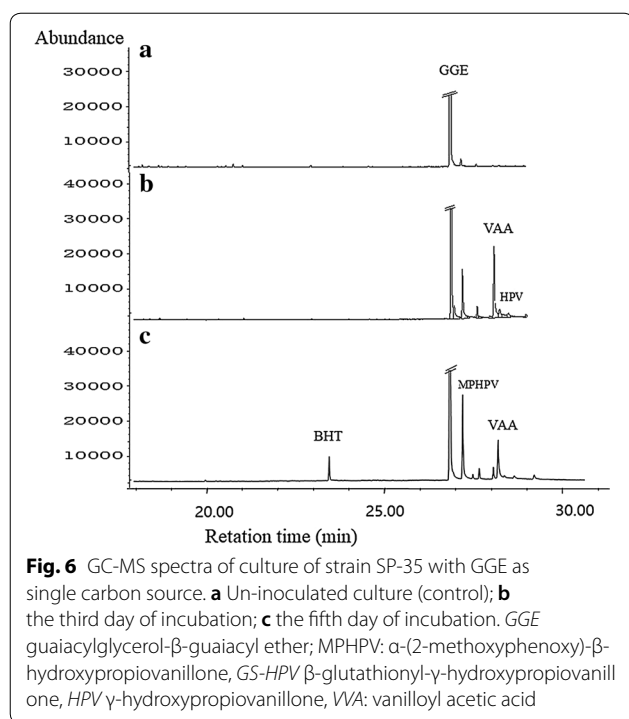 Abundance
a
30000
20000
10000
GGE
b
40000
30000
20000
10000
VAA
HPV
c
40000
30000
20000
10000
BHT
MPHPV
VAA
20.00 25.00 30.00
Retation time (min)
Fig. 6 GC-MS spectra of culture of strain SP-35 with GGE as
single carbon source. a Un-inoculated culture (control); b
the third day of incubation; c the fifth day of incubation. GGE
guaiacylglycerol-β-guaiacyl ether; MPHPV: α-(2-methoxyphenoxy)-β-
hydroxypropiovanillone, GS-HPV β-glutathionyl-γ-hydroxypropiovanill
one, HPV γ-hydroxypropiovanillone, VVA: vanilloyl acetic acid